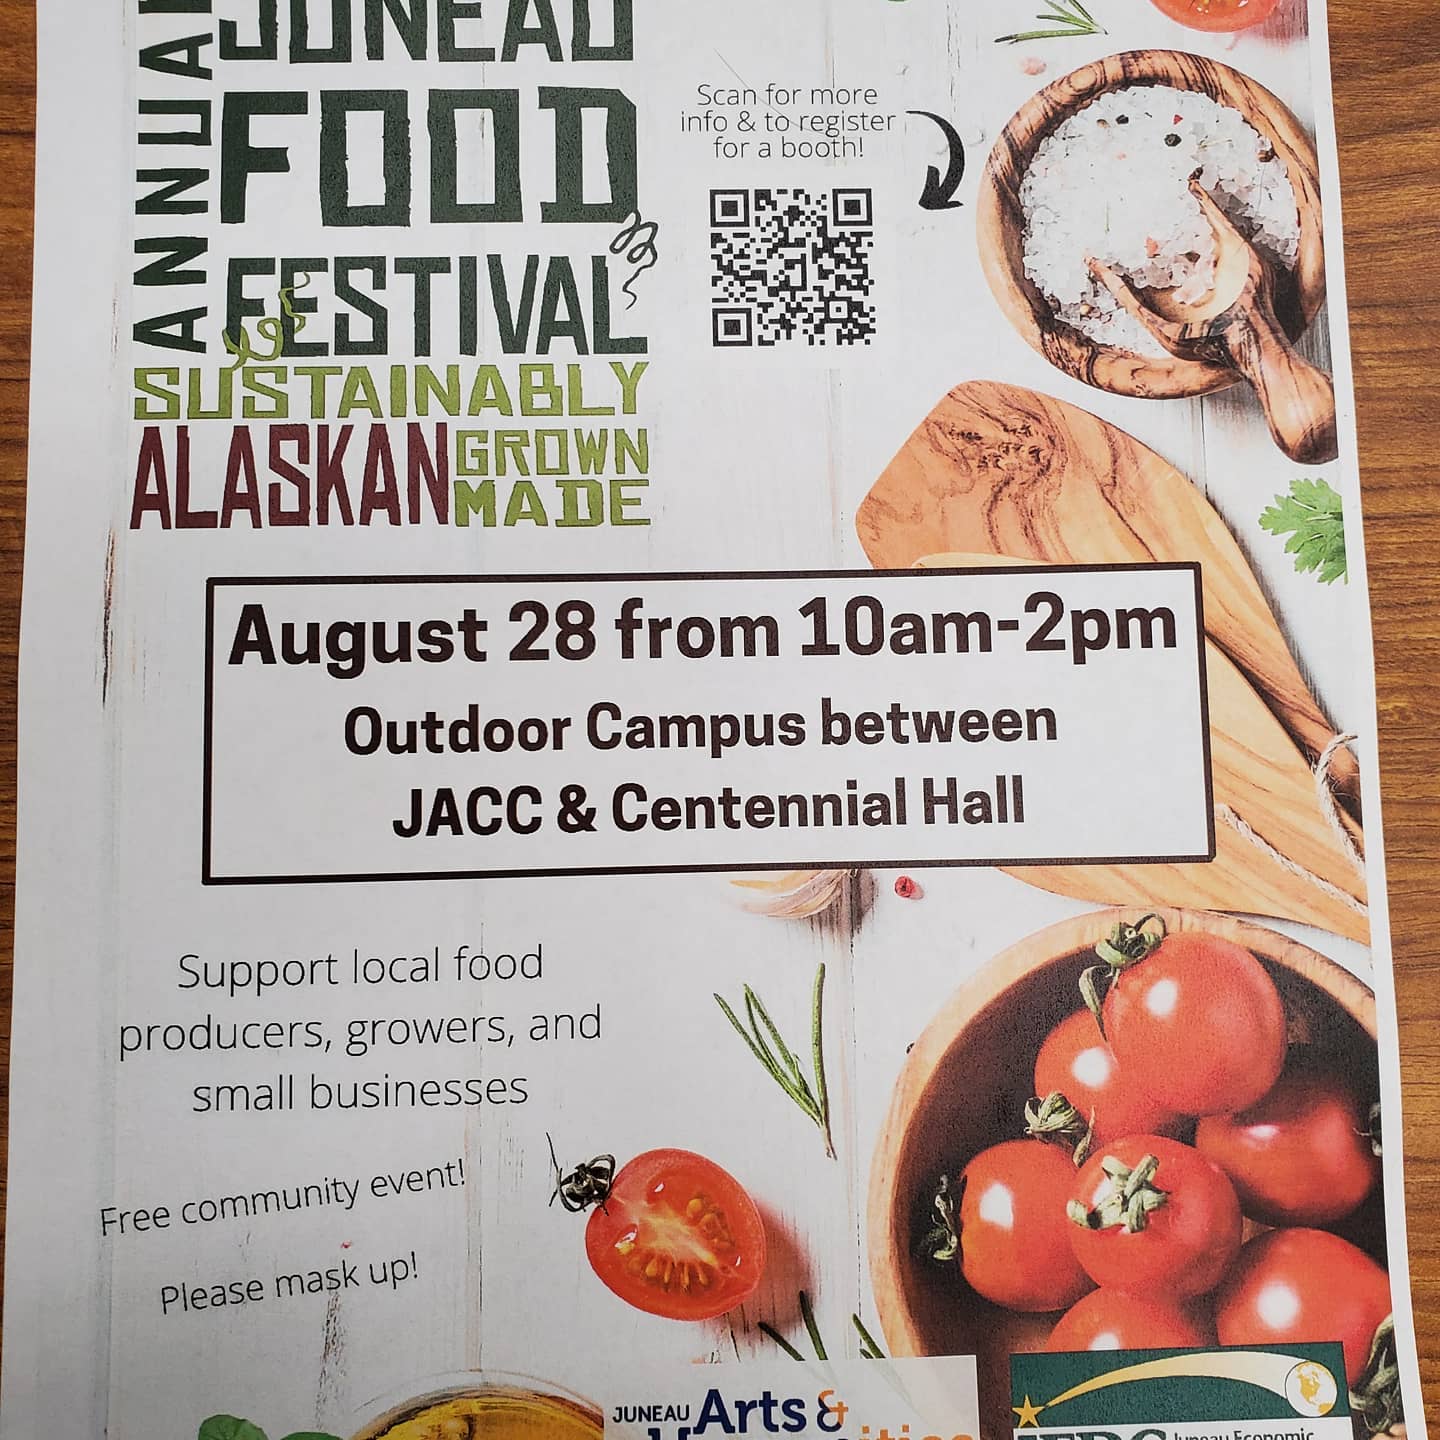 ANNUAL
JUNEAU
FOOD
FESTIVAL
SUSTAINABLY
ALASKAN GROWN
MADE
Scan for more
info & to register
for a booth!
August 28 from 10am-2pm
Outdoor Campus between
JACC & Centennial Hall
Support local food
producers, growers, and
small businesses
Free community event!
Please mask up!
JUNEAU Arts &
Juneau Economic